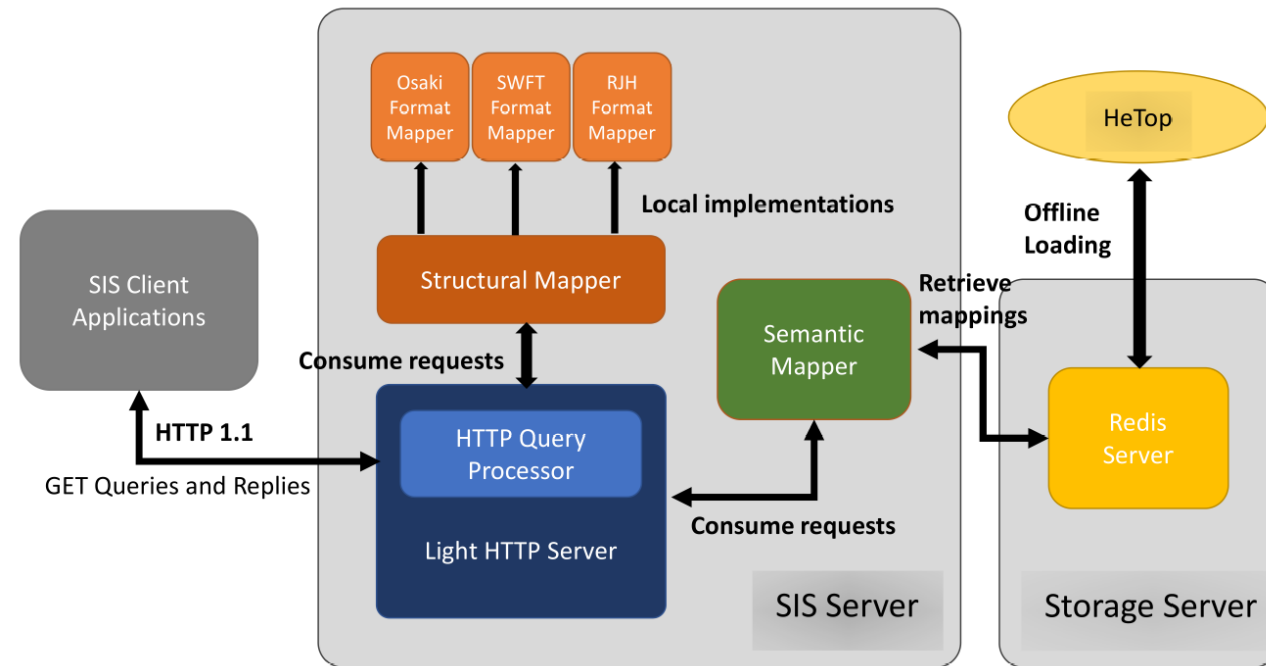 Osaki
Format
Mapper
SWFT
Format
Mapper
RJH
Format
Mapper
HeTop
Local implementations
Offline
Loading
SIS Client
Applications
Structural Mapper
Retrieve
mappings
Semantic
Mapper
Consume requests
HTTP 1.1
GET Queries and Replies
HTTP Query
Processor
Light HTTP Server
Redis
Server
Consume requests
SIS Server
Storage Server